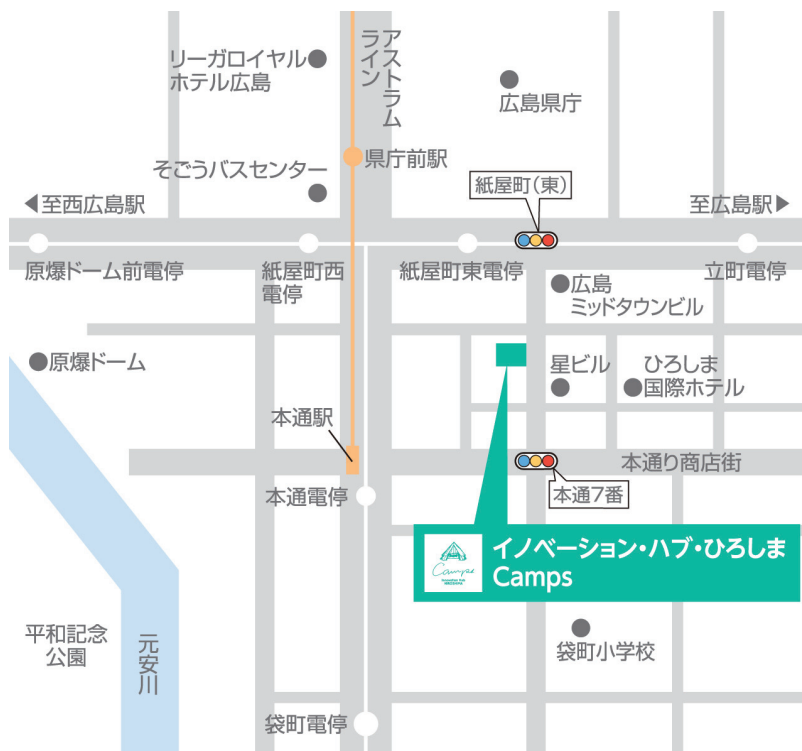 リーガロイヤル
ホテル広島
アストラム
ライン
広島県庁
県庁前駅
そごうバスセンター
紙屋町(東)
◀至西広島駅
至広島駅▶
原爆ドーム前電停
紙屋町西
電停
紙屋町東電停
立町電停
広島
ミッドタウンビル
原爆ドーム
星ビル
ひろしま
国際ホテル
本通駅
本通り商店街
本通電停
本通7番
Camps
イノベーション・ハブ・ひろしま
Camps
平和記念
公園
元安川
袋町小学校
袋町電停